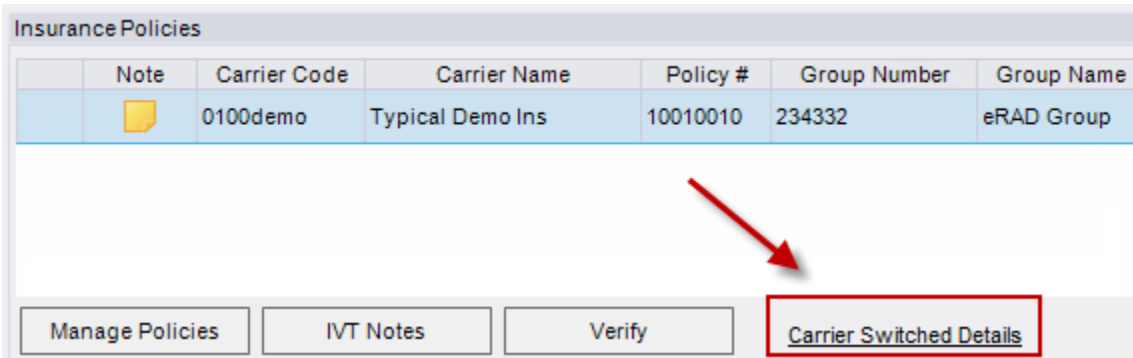 Insurance Policies
Note Carrier Code Carrier Name Policy # Group Number Group Name
0100demo Typical Demo Ins 10010010 234332 eRAD Group
Manage Policies IVT Notes Verify Carrier Switched Details